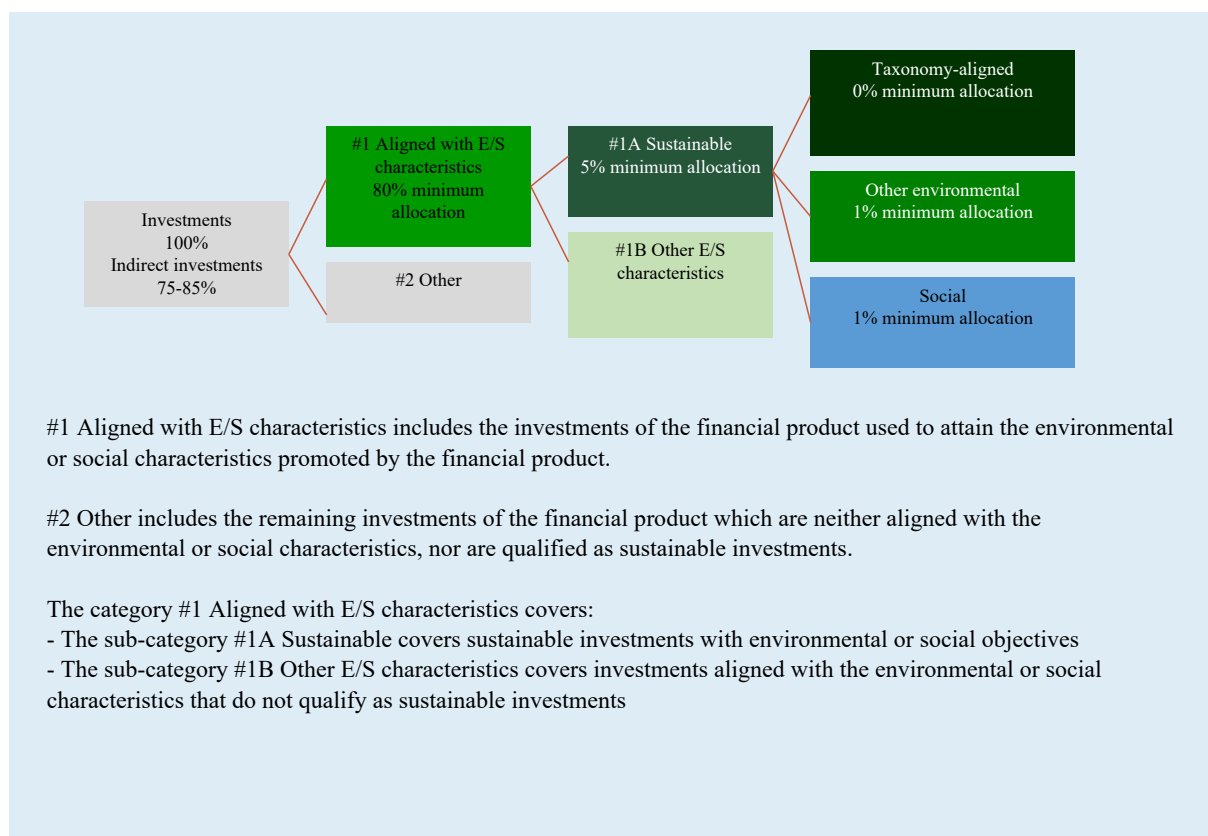 Investments
100%
Indirect investments
75-85%
#1 Aligned with E/S
characteristics
80% minimum
allocation
#2 Other
#1A Sustainable
5% minimum allocation
#1B Other E/S
characteristics
Taxonomy-aligned
0% minimum allocation
Other environmental
1% minimum allocation
Social
1% minimum allocation
#1 Aligned with E/S characteristics includes the investments of the financial product used to attain the environmental
or social characteristics promoted by the financial product.
#2 Other includes the remaining investments of the financial product which are neither aligned with the
environmental or social characteristics, nor are qualified as sustainable investments.
The category #1 Aligned with E/S characteristics covers:
- The sub-category #1A Sustainable covers sustainable investments with environmental or social objectives
- The sub-category #1B Other E/S characteristics covers investments aligned with the environmental or social
characteristics that do not qualify as sustainable investments